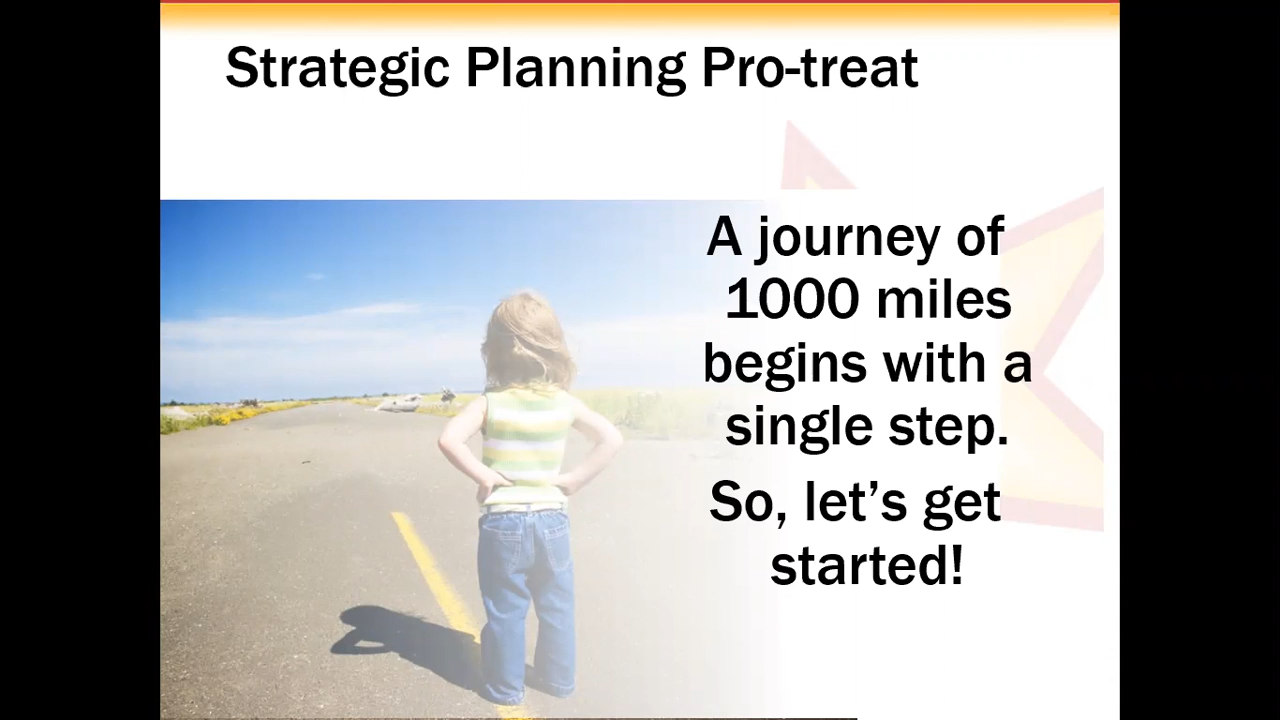 Strategic Planning Pro-treat
A journey of
1000 miles
begins with a
single step.
So, let’s get
started!